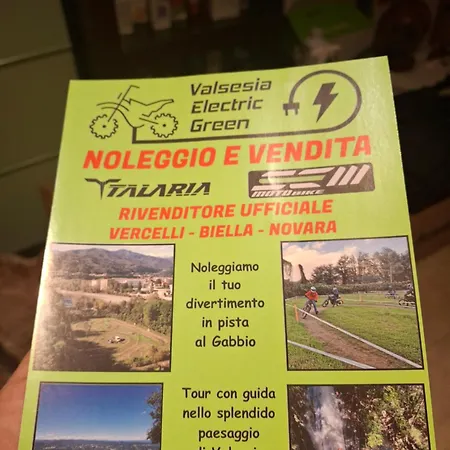 Valsesia
Electric
Green
NOLEGGIO E VENDITA
TALARIA
MOTOBIKE
RIVENDITORE UFFICIALE
VERCELLI - BIELLA - NOVARA
Noleggiamo
il tuo
divertimento
in pista
al Gabbio
Tour con guida
nello splendido
paesaggio